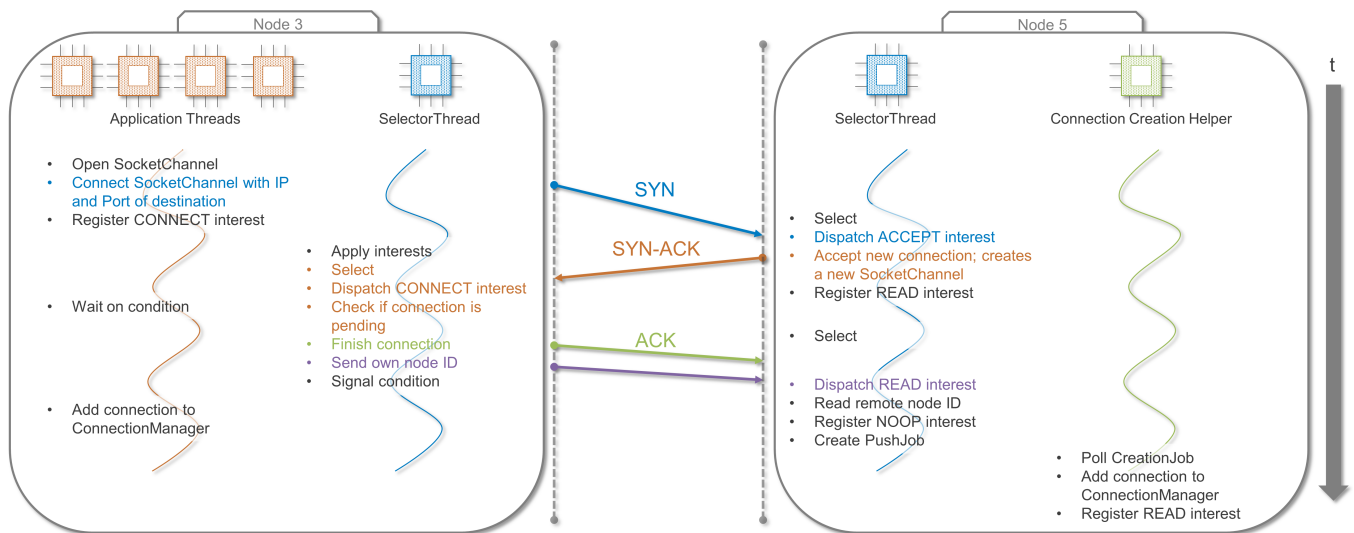 Node 3
Application Threads
SelectorThread
• Open SocketChannel
• Connect SocketChannel with IP
and Port of destination
• Register CONNECT interest
• Wait on condition
• Add connection to
ConnectionManager
• Apply interests
• Select
• Dispatch CONNECT interest
• Check if connection is
pending
• Finish connection
• Send own node ID
• Signal condition
SYN
SYN-ACK
ACK
Node 5
SelectorThread
Connection Creation Helper
• Select
• Dispatch ACCEPT interest
• Accept new connection; creates
a new SocketChannel
• Register READ interest
• Select
• Dispatch READ interest
• Read remote node ID
• Register NOOP interest
• Create PushJob
• Poll CreationJob
• Add connection to
ConnectionManager
• Register READ interest
t